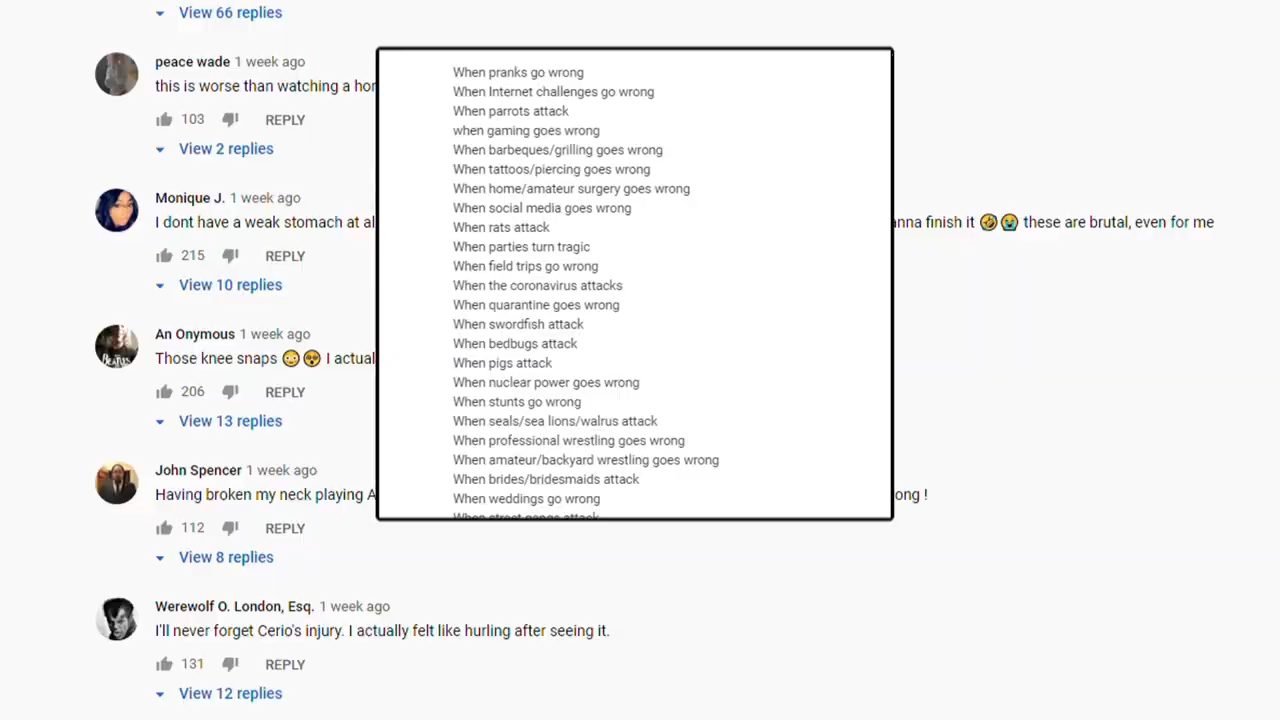 View 66 replies
peace wade 1 week ago
this is worse than watching a hor
103 REPLY
View 2 replies
Monique J. 1 week ago
I dont have a weak stomach at al
anna finish it 🤣😭 these are brutal, even for me
215 REPLY
View 10 replies
An Onymous 1 week ago
Those knee snaps 😳😵 I actual
206 REPLY
View 13 replies
John Spencer 1 week ago
Having broken my neck playing A
ong !
112 REPLY
View 8 replies
Werewolf O. London, Esq. 1 week ago
I'll never forget Cerio's injury. I actually felt like hurling after seeing it.
131 REPLY
View 12 replies
When pranks go wrong
When Internet challenges go wrong
When parrots attack
when gaming goes wrong
When barbeques/grilling goes wrong
When tattoos/piercing goes wrong
When home/amateur surgery goes wrong
When social media goes wrong
When rats attack
When parties turn tragic
When field trips go wrong
When the coronavirus attacks
When quarantine goes wrong
When swordfish attack
When bedbugs attack
When pigs attack
When nuclear power goes wrong
When stunts go wrong
When seals/sea lions/walrus attack
When professional wrestling goes wrong
When amateur/backyard wrestling goes wrong
When brides/bridesmaids attack
When weddings go wrong
When street gangs attack